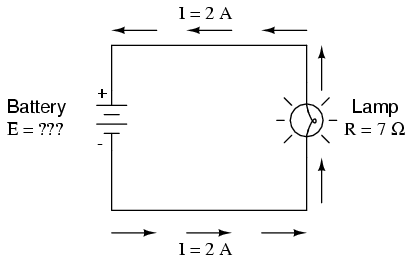 I = 2 A
+
Battery
E = ???
-
Lamp
R = 7 Ω
I = 2 A